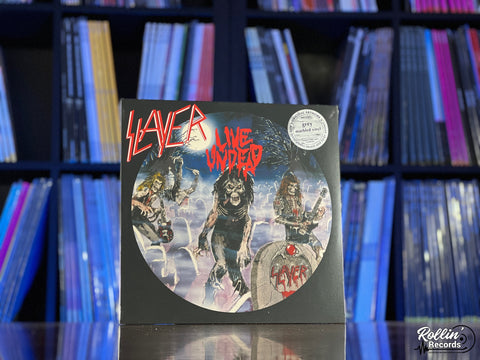 SLAYER
LIVE
UNDEAD
grey
marbled vinyl
SLAYER
Rollin'
Records